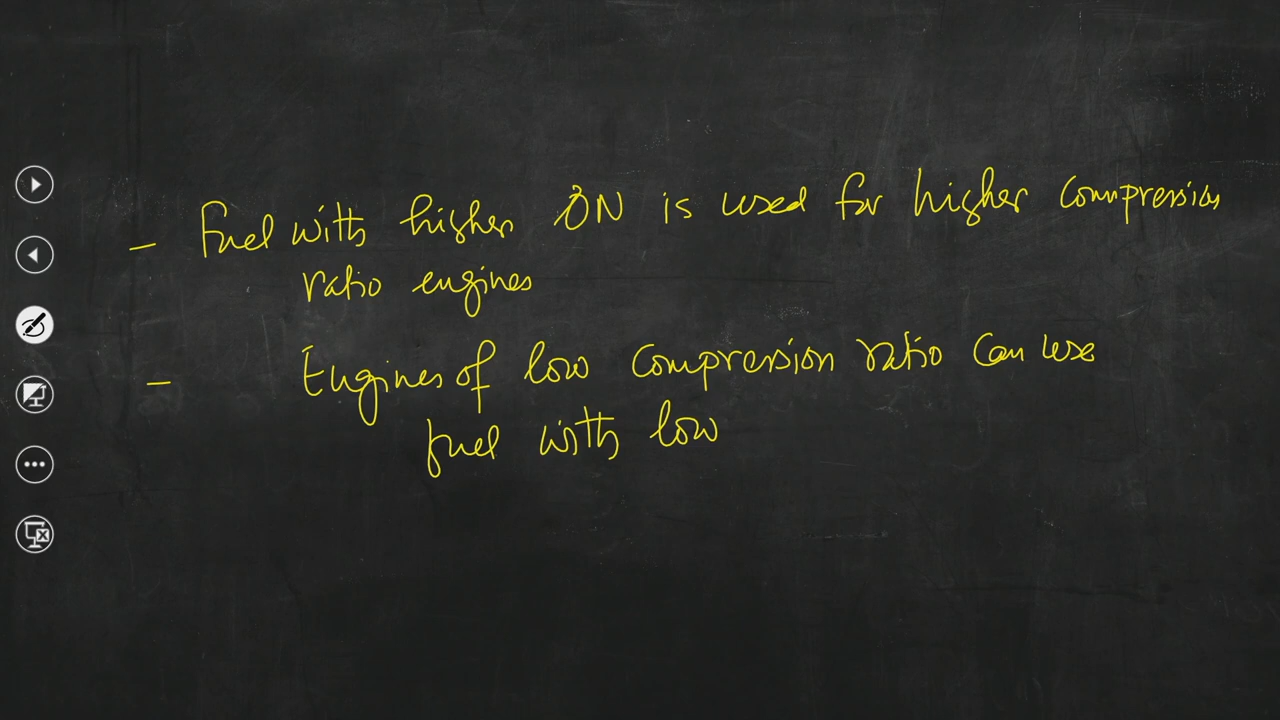 - Fuel with higher ON is used for higher compression
ratio engines
- Engines of low compression ratio can use
fuel with low